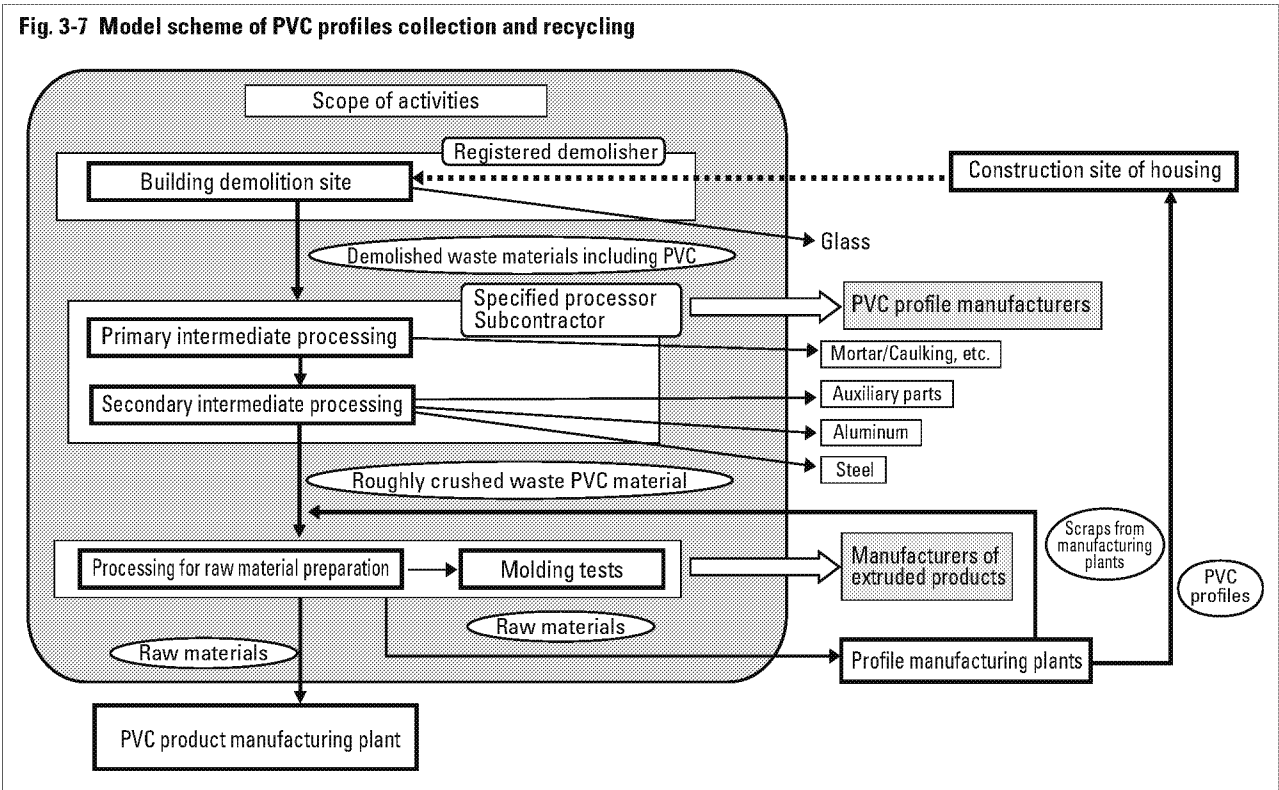 Fig. 3-7 Model scheme of PVC profiles collection and recycling
Scope of activities
Registered demolisher
Building demolition site
Construction site of housing
Glass
Demolished waste materials including PVC
Specified processor
Subcontractor
PVC profile manufacturers
Primary intermediate processing
Mortar/Caulking, etc.
Secondary intermediate processing
Auxiliary parts
Aluminum
Steel
Roughly crushed waste PVC material
Scraps from
manufacturing
plants
PVC
profiles
Processing for raw material preparation
Molding tests
Manufacturers of
extruded products
Raw materials
Raw materials
Profile manufacturing plants
PVC product manufacturing plant